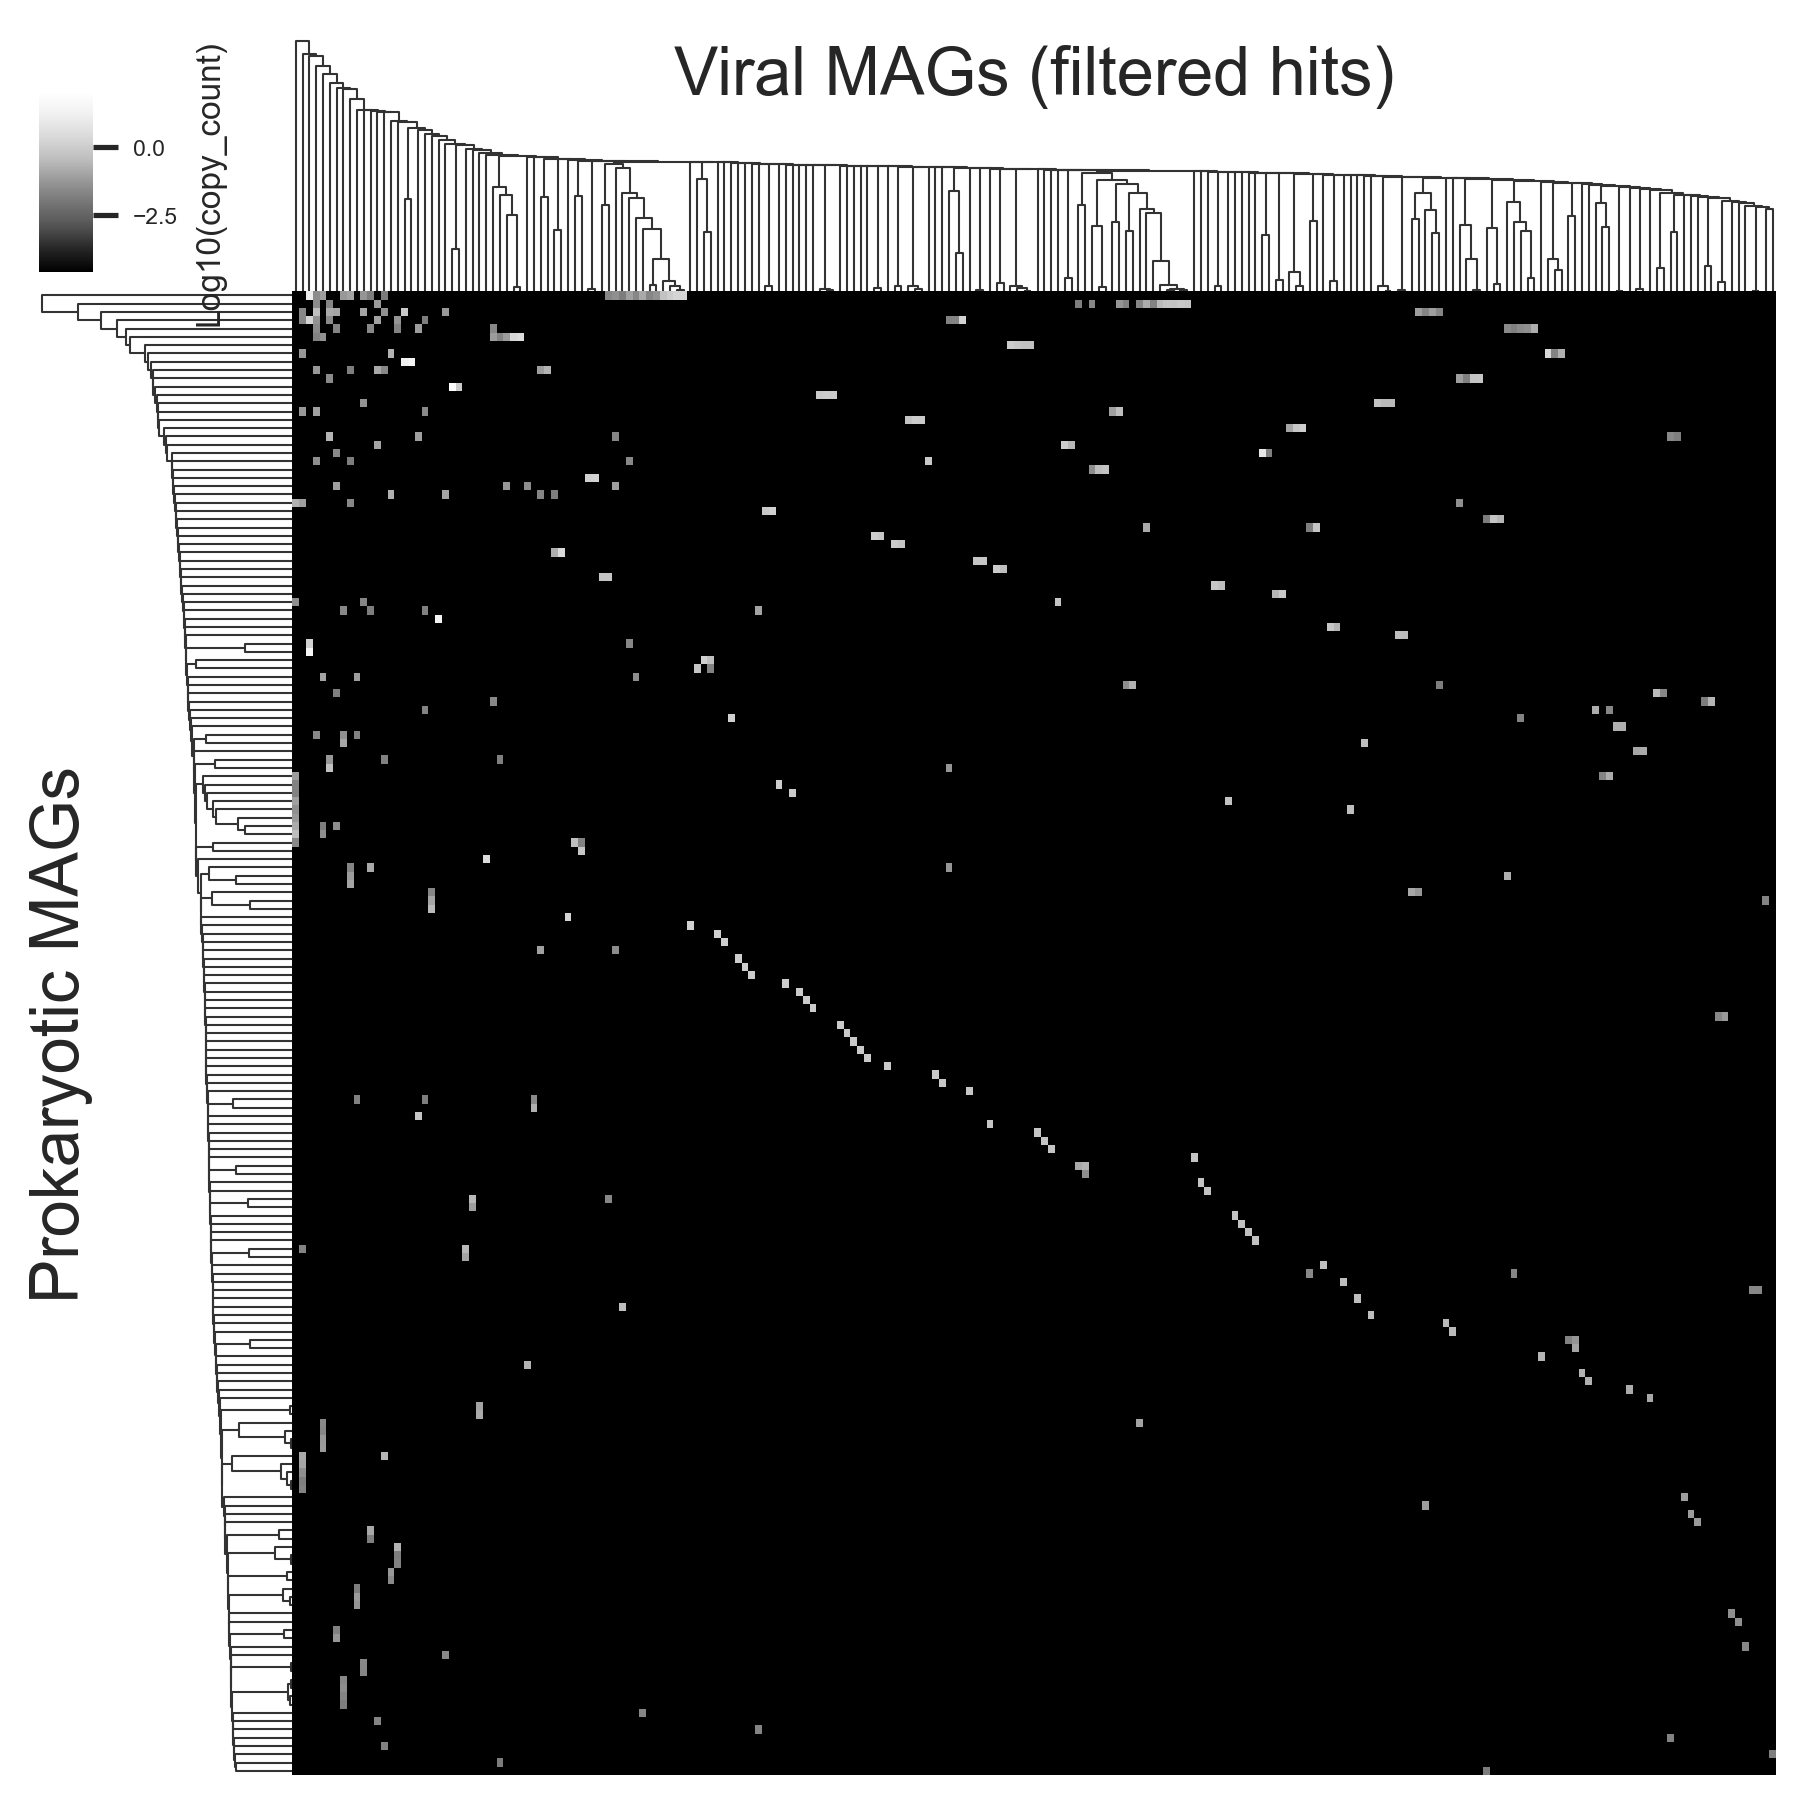 Viral MAGs (filtered hits)
0.0
−2.5
Log10(copy_count)
Prokaryotic MAGs